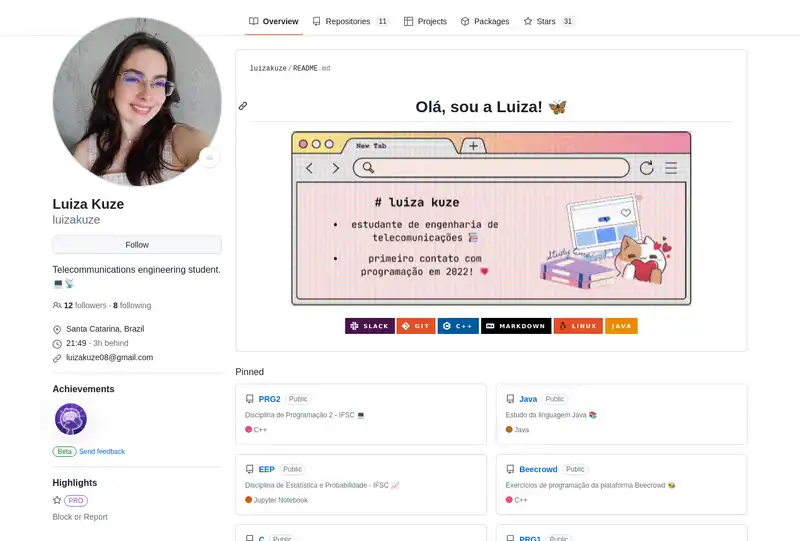 Overview
Repositories 11
Projects
Packages
Stars 31
Luiza Kuze
luizakuze
Follow
Telecommunications engineering student.
12 followers · 8 following
Santa Catarina, Brazil
21:49 - 3h behind
luizakuze08@gmail.com
Achievements
Beta Send feedback
Highlights
PRO
Block or Report
luizakuze/README.md
Olá, sou a Luiza!
New Tab
# luiza kuze
• estudante de engenharia de
telecomunicações
• primeiro contato com
programação em 2022!
SLACK GIT C++ MARKDOWN LINUX JAVA
Pinned
PRG2 Public
Disciplina de Programação 2 - IFSC
C++
Java Public
Estudo da linguagem Java
Java
EEP Public
Disciplina de Estatística e Probabilidade - IFSC
Jupyter Notebook
Beecrowd Public
Exercícios de programação da plataforma Beecrowd
C++
C Public
PRG1 Public